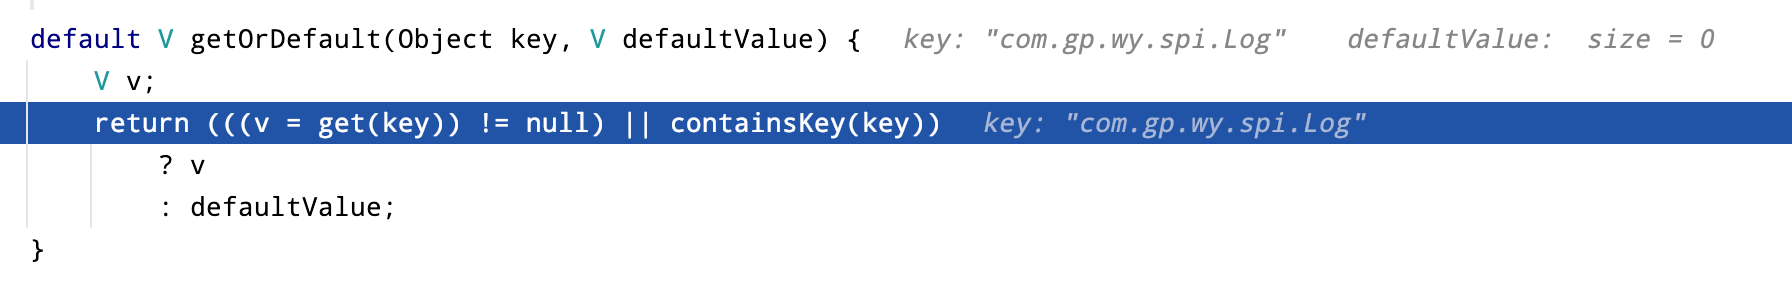 default V getOrDefault(Object key, V defaultValue) {   key: "com.gp.wy.spi.Log"    defaultValue:  size = 0
    V v;
    return (((v = get(key)) != null) || containsKey(key))   key: "com.gp.wy.spi.Log"
        ? v
        : defaultValue;
}